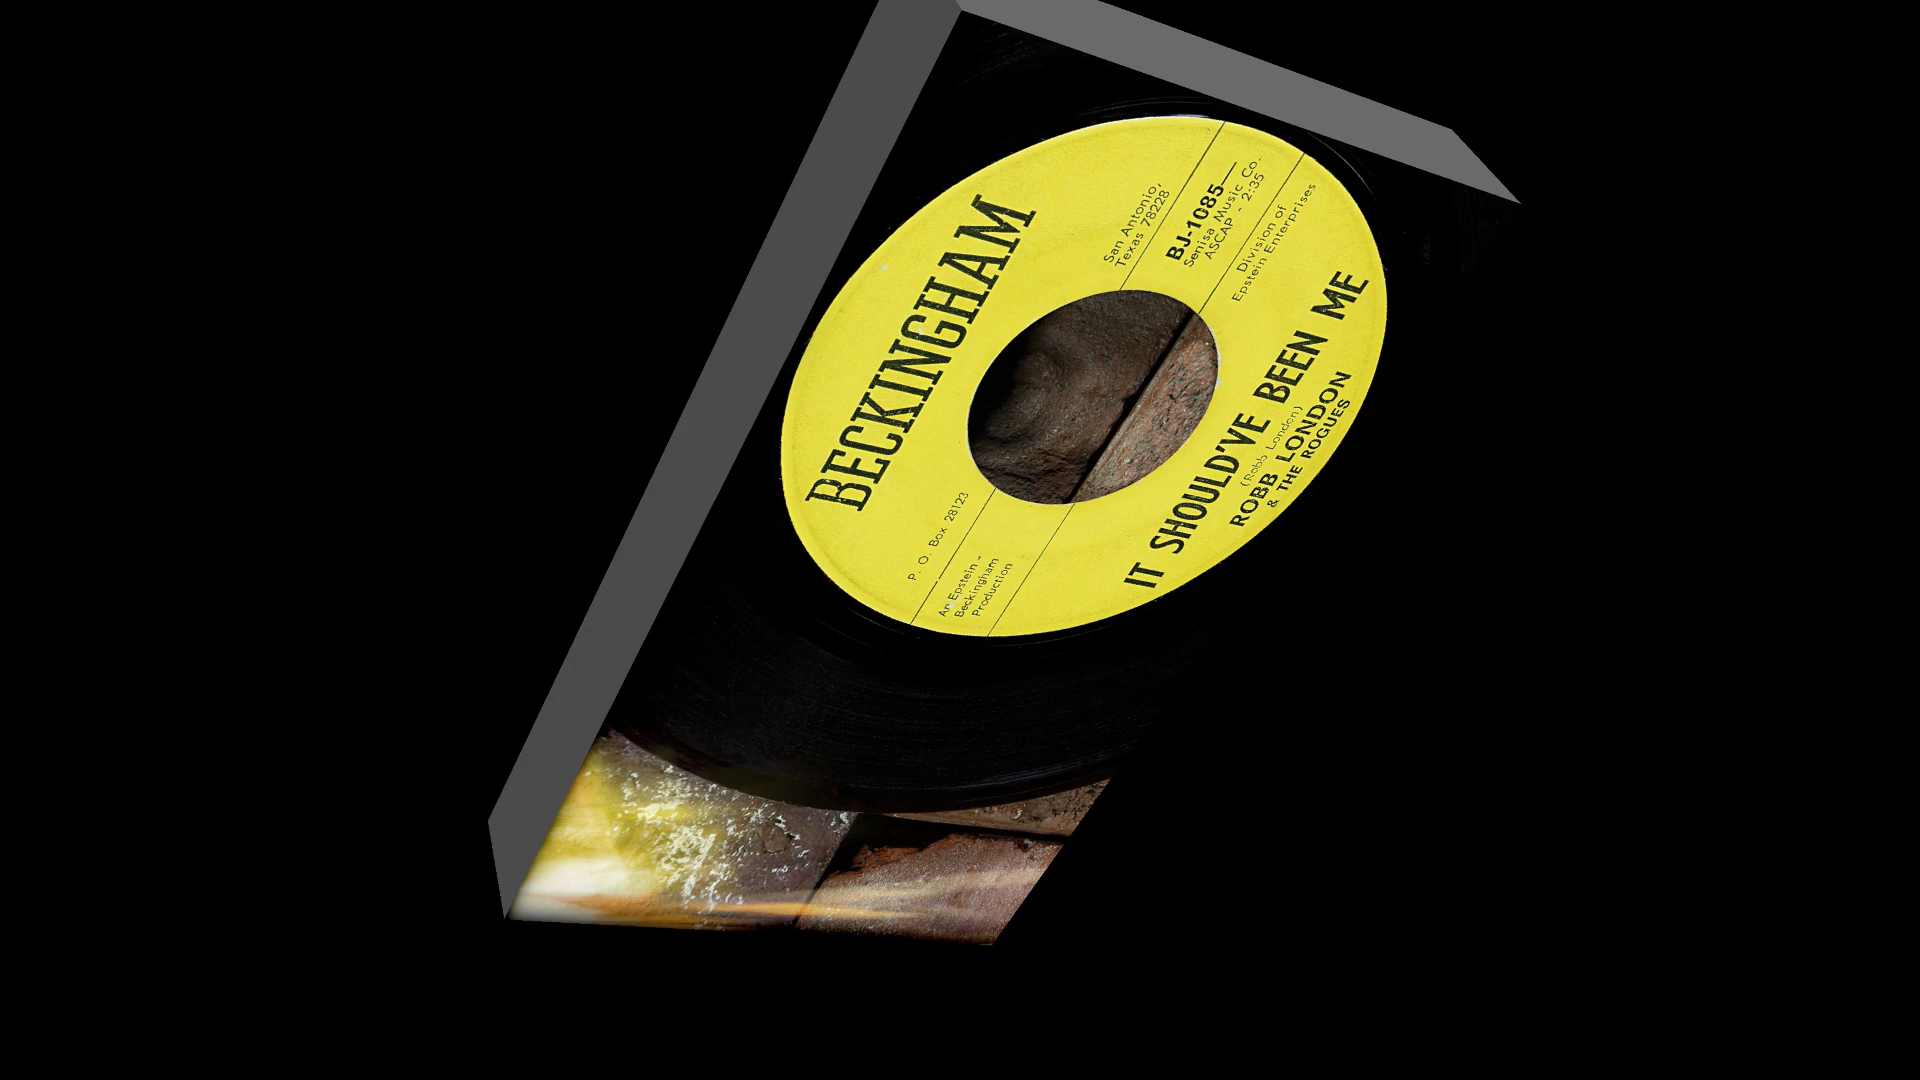 BECKINGHAM
P. O. Box 28123
San Antonio,
Texas 78228
An Epstein -
Beckingham
Production
BJ-1085
Senisa Music Co.
ASCAP - 2:35
Division of
Epstein Enterprises
IT SHOULD'VE BEEN ME
(Robb London)
ROBB LONDON
& THE ROGUES